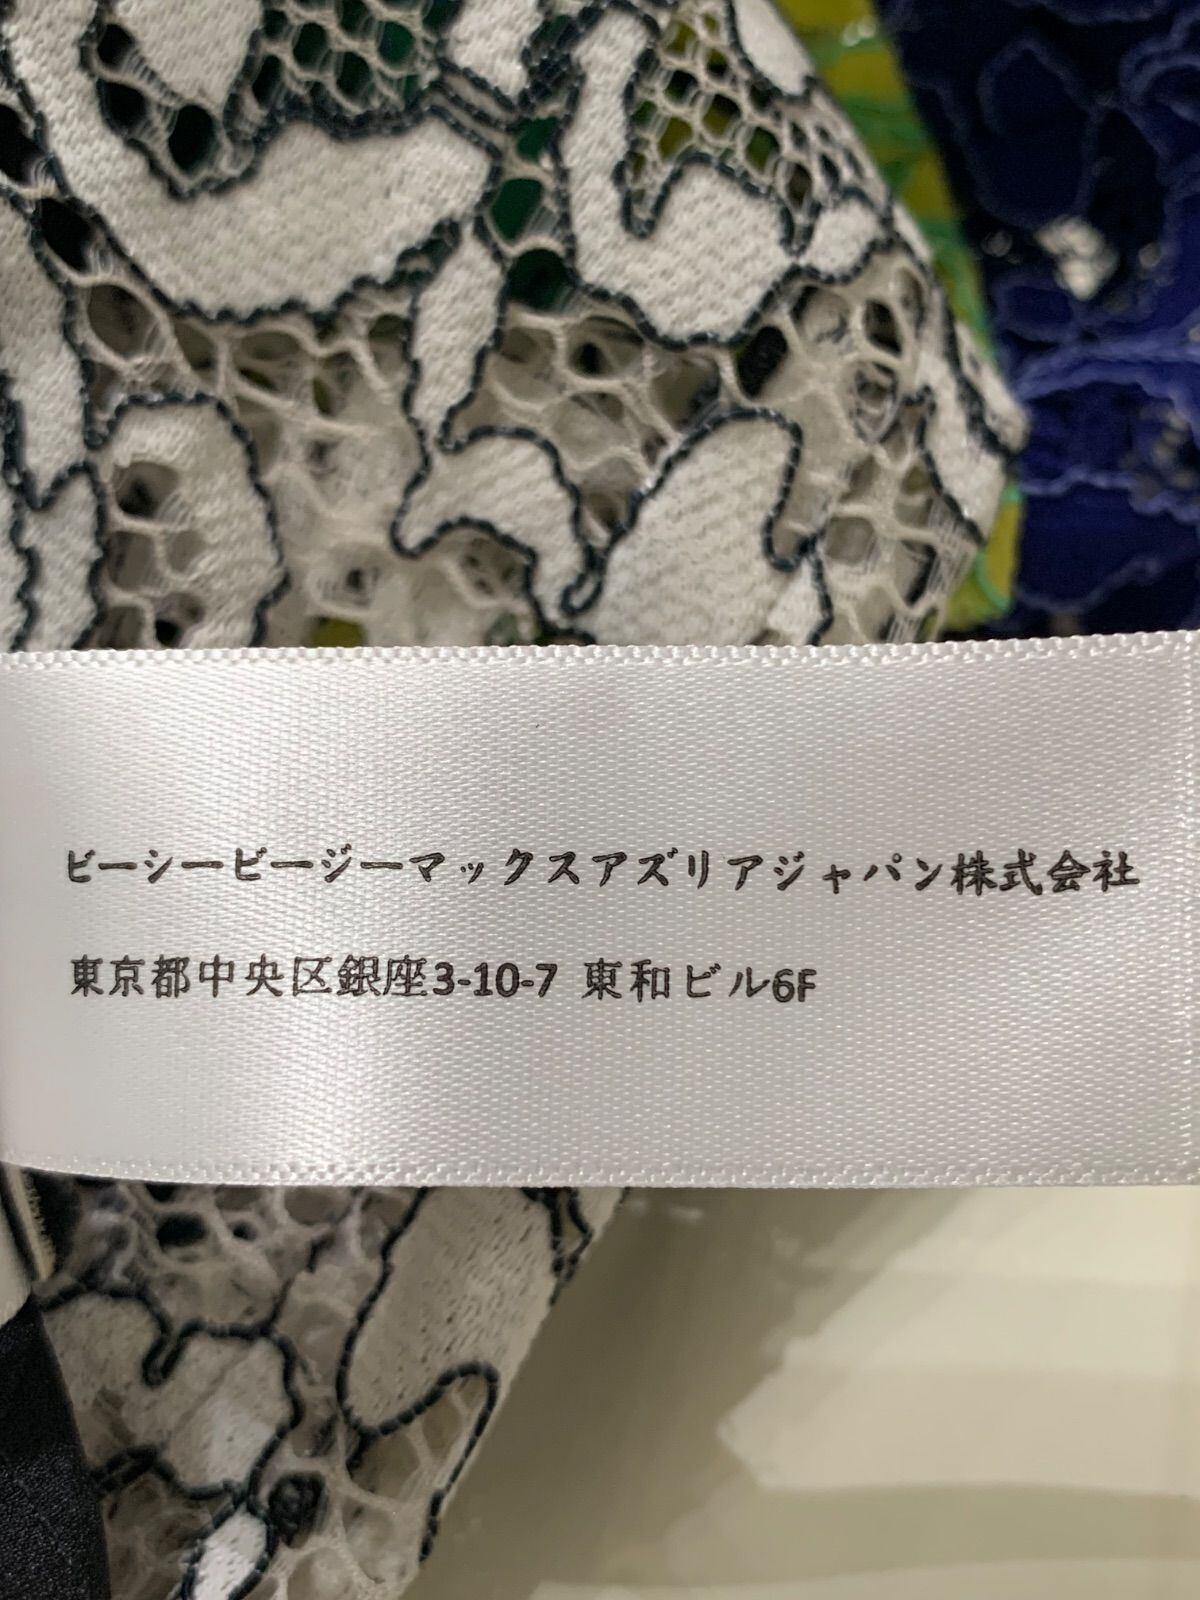 ビーシービージーマックスアズリアジャパン株式会社
東京都中央区銀座3-10-7 東和ビル6F